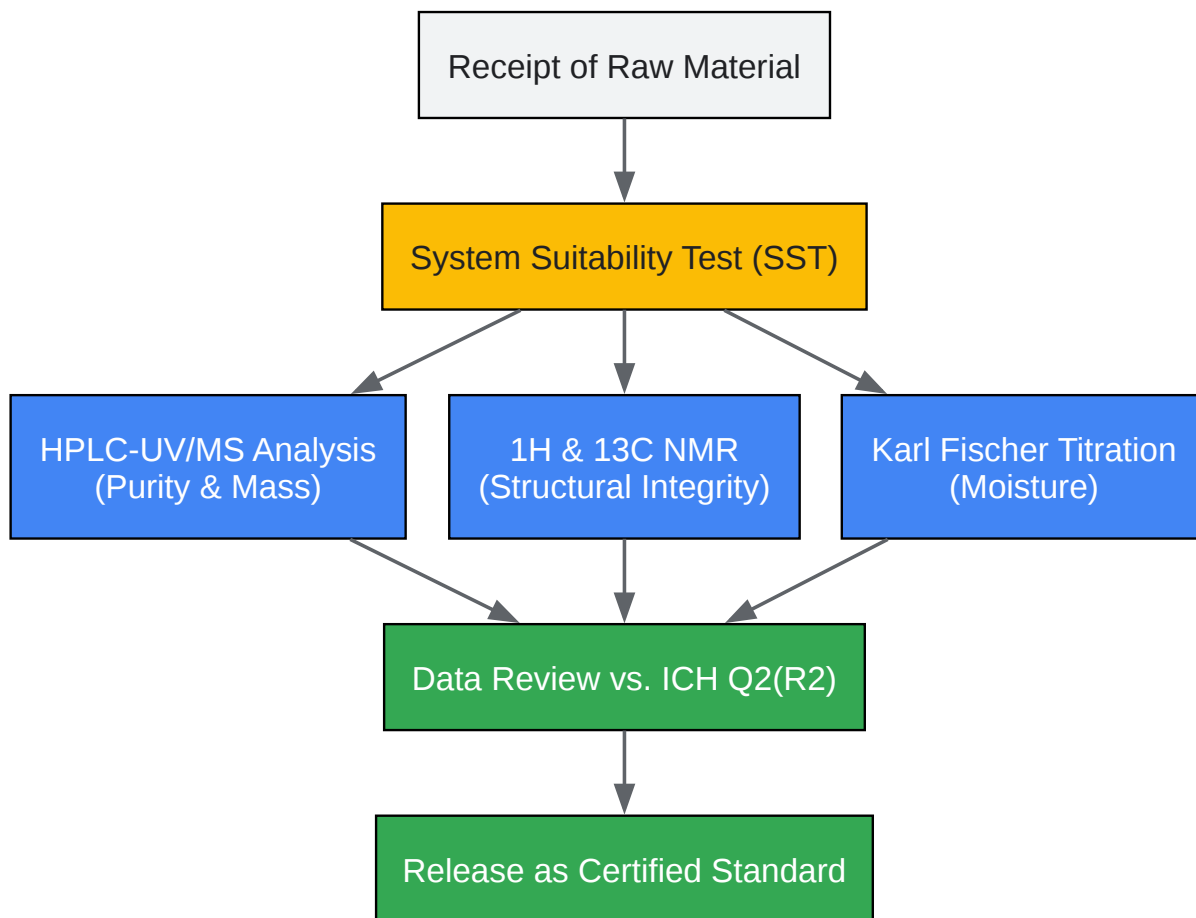 Receipt of Raw Material
System Suitability Test (SST)
HPLC-UV/MS Analysis
(Purity & Mass)
1H & 13C NMR
(Structural Integrity)
Karl Fischer Titration
(Moisture)
Data Review vs. ICH Q2(R2)
Release as Certified Standard